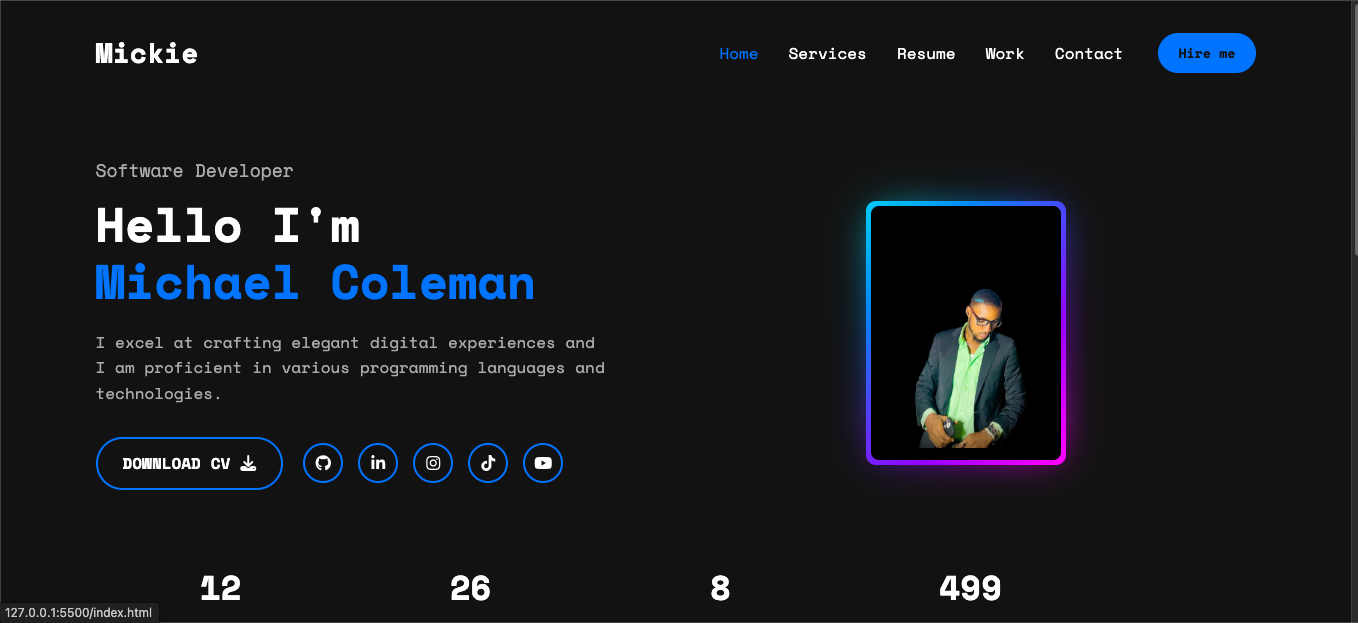 Mickie
Home Services Resume Work Contact Hire me
Software Developer
Hello I'm
Michael Coleman
I excel at crafting elegant digital experiences and
I am proficient in various programming languages and
technologies.
DOWNLOAD CV
in
12 26 8 499
127.0.0.1:5500/index.html